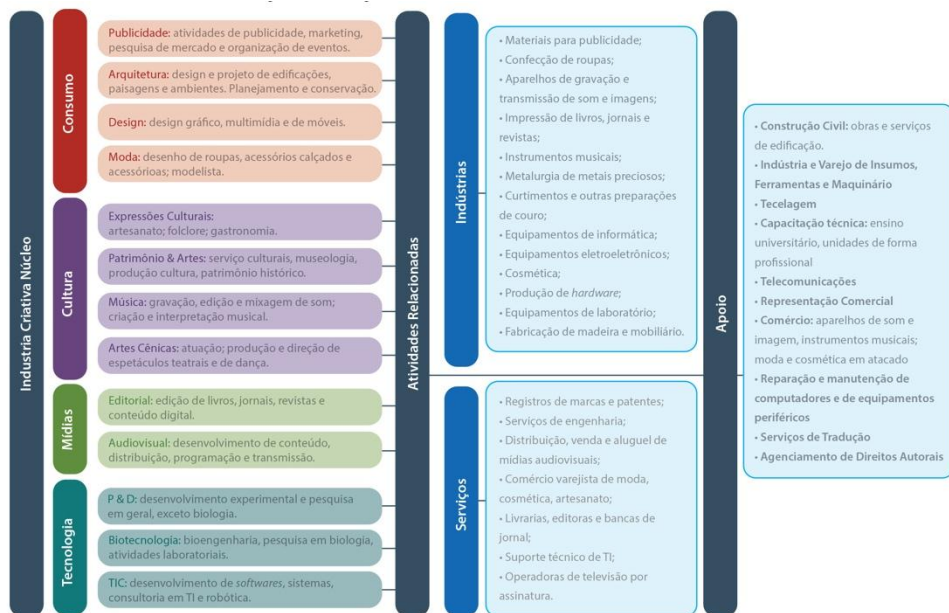 Industria Criativa Núcleo
Consumo
Publicidade: atividades de publicidade, marketing,
pesquisa de mercado e organização de eventos.
Arquitetura: design e projeto de edificações,
paisagens e ambientes. Planejamento e conservação.
Design: design gráfico, multimídia e de móveis.
Moda: desenho de roupas, acessórios calçados e
acessórioas; modelista.
Cultura
Expressões Culturais:
artesanato; folclore; gastronomia.
Patrimônio & Artes: serviço culturais, museologia,
produção cultura, patrimônio histórico.
Música: gravação, edição e mixagem de som;
criação e interpretação musical.
Artes Cênicas: atuação; produção e direção de
espetáculos teatrais e de dança.
Mídias
Editorial: edição de livros, jornais, revistas e
conteúdo digital.
Audiovisual: desenvolvimento de conteúdo,
distribuição, programação e transmissão.
Tecnologia
P & D: desenvolvimento experimental e pesquisa
em geral, exceto biologia.
Biotecnologia: bioengenharia, pesquisa em biologia,
atividades laboratoriais.
TIC: desenvolvimento de softwares, sistemas,
consultoria em TI e robótica.
Atividades Relacionadas
Indústrias
• Materiais para publicidade;
• Confecção de roupas;
• Aparelhos de gravação e
transmissão de som e imagens;
• Impressão de livros, jornais e
revistas;
• Instrumentos musicais;
• Metalurgia de metais preciosos;
• Curtimentos e outras preparações
de couro;
• Equipamentos de informática;
• Equipamentos eletroeletrônicos;
• Cosmética;
• Produção de hardware;
• Equipamentos de laboratório;
• Fabricação de madeira e mobiliário.
Serviços
• Registros de marcas e patentes;
• Serviços de engenharia;
• Distribuição, venda e aluguel de
mídias audiovisuais;
• Comércio varejista de moda,
cosmética, artesanato;
• Livrarias, editoras e bancas de
jornal;
• Suporte técnico de TI;
• Operadoras de televisão por
assinatura.
Apoio
• Construção Civil: obras e serviços
de edificação.
• Indústria e Varejo de Insumos,
Ferramentas e Maquinário
• Tecelagem
• Capacitação técnica: ensino
universitário, unidades de forma
profissional
• Telecomunicações
• Representação Comercial
• Comércio: aparelhos de som e
imagem, instrumentos musicais;
moda e cosmética em atacado
• Reparação e manutenção de
computadores e de equipamentos
periféricos
• Serviços de Tradução
• Agenciamento de Direitos Autorais